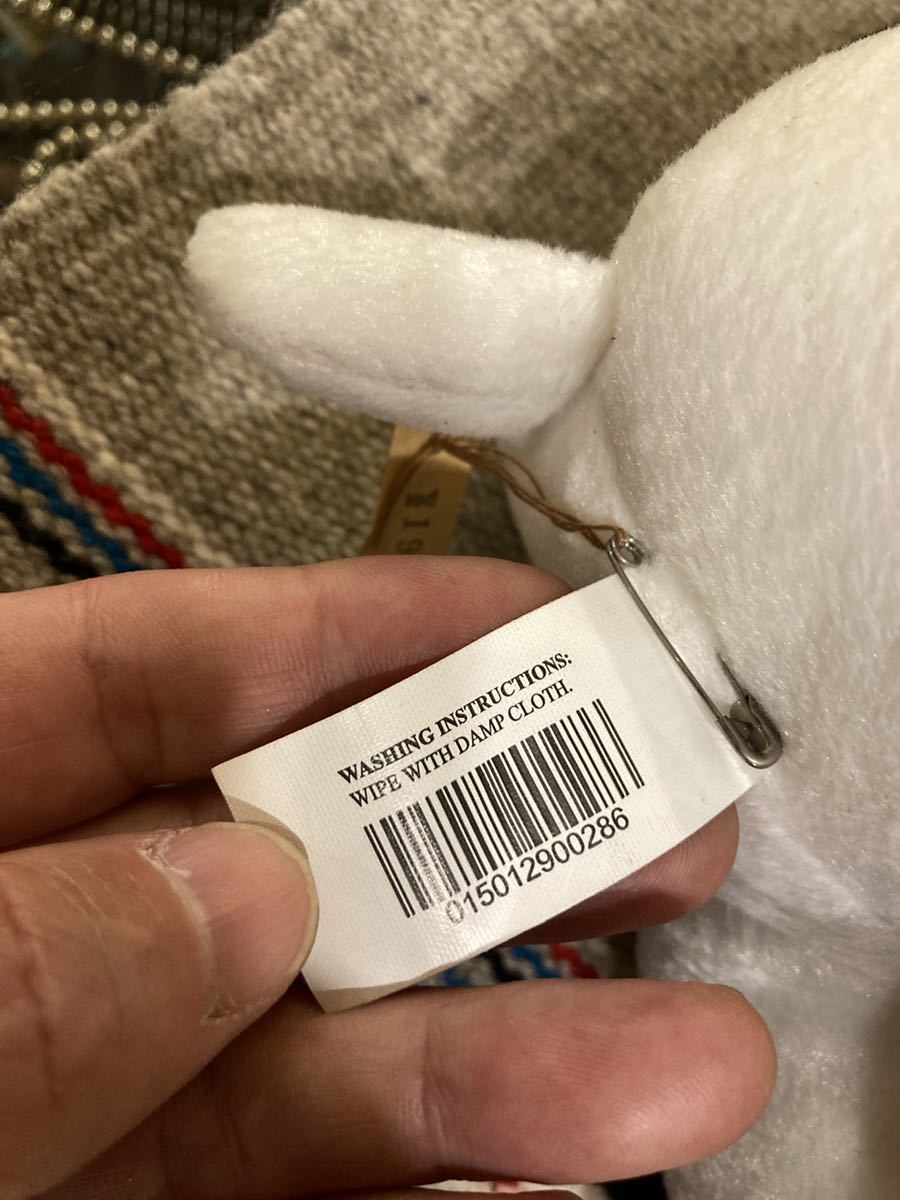 WASHING INSTRUCTIONS:
WIPE WITH DAMP CLOTH.
015012900286